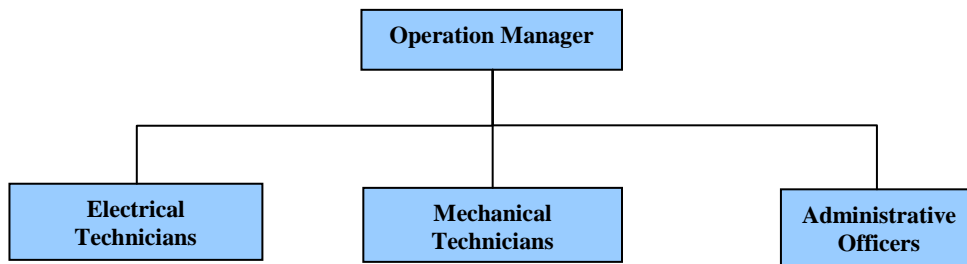 Operation Manager
Electrical
Technicians
Mechanical
Technicians
Administrative
Officers